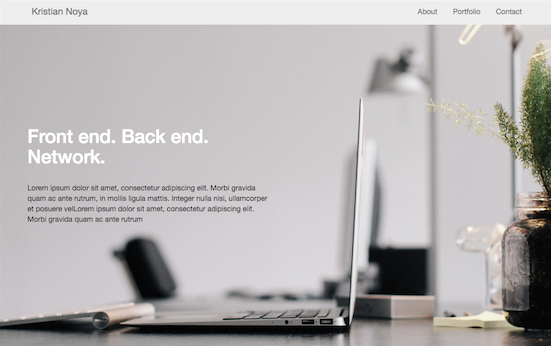 Kristian Noya
About Portfolio Contact
Front end. Back end.
Network.
Lorem ipsum dolor sit amet, consectetur adipiscing elit. Morbi gravida
quam ac ante rutrum, in mollis ligula mattis. Integer nulla nisi, ullamcorper
et posuere velLorem ipsum dolor sit amet, consectetur adipiscing elit.
Morbi gravida quam ac ante rutrum